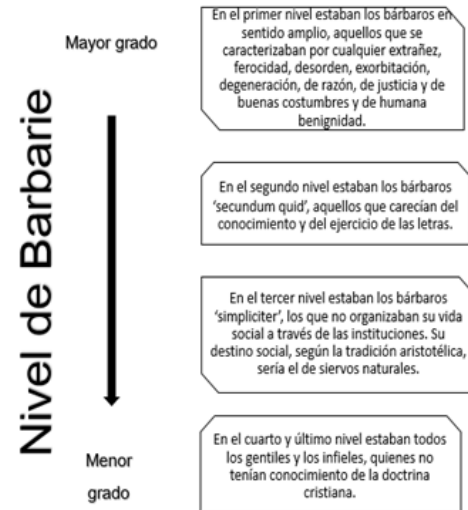 Nivel de Barbarie
Mayor grado
En el primer nivel estaban los bárbaros en
sentido amplio, aquellos que se
caracterizaban por cualquier extrañez,
ferocidad, desorden, exorbitación,
degeneración, de razón, de justicia y de
buenas costumbres y de humana
benignidad.
En el segundo nivel estaban los bárbaros
‘secundum quid’, aquellos que carecían del
conocimiento y del ejercicio de las letras.
En el tercer nivel estaban los bárbaros
‘simpliciter’, los que no organizaban su vida
social a través de las instituciones. Su
destino social, según la tradición aristotélica,
sería el de siervos naturales.
Menor
grado
En el cuarto y último nivel estaban todos
los gentiles y los infieles, quienes no
tenían conocimiento de la doctrina
cristiana.